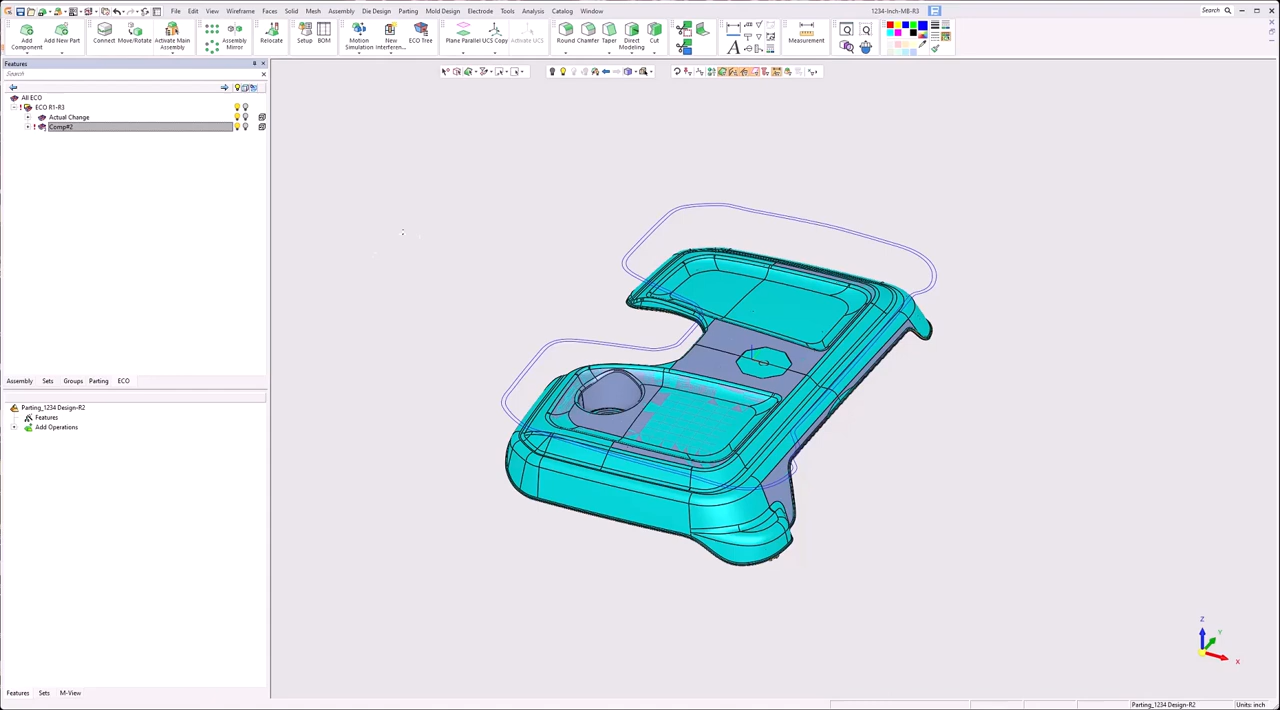 File Edit View Wireframe Faces Solid Mesh Assembly Die Design Parting Mold Design Electrode Tools Analysis Catalog Window
1234-Inch-MB-R3
Search
Add Component
Add New Part
Connect
Move/Rotate
Activate Main Assembly
Assembly Mirror
Relocate
Setup
BOM
Motion Simulation
New Interferen...
ECO Tree
Plane Parallel
UCS Copy
Activate UCS
Round
Chamfer
Taper
Direct Modeling
Cut
Measurement
Features
Search
All ECO
ECO R1-R3
Actual Change
Comp#2
Assembly Sets Groups Parting ECO
Parting_1234 Design-R2
Features
Add Operations
Z
Y
X
Features Sets M-View
Parting_1234 Design-R2
Units: inch